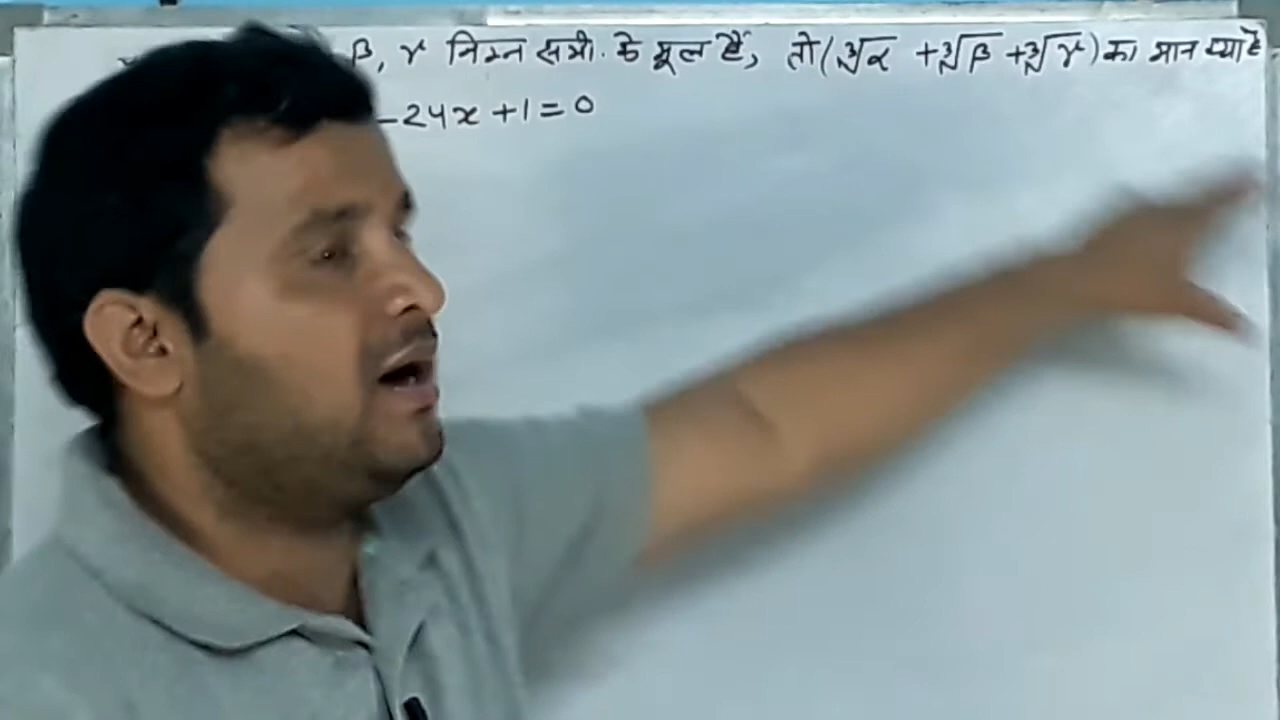 β, γ निम्न समी. के मूल हैं, तो (∛α + ∛β + ∛γ) का मान क्या है
-24x +1 = 0